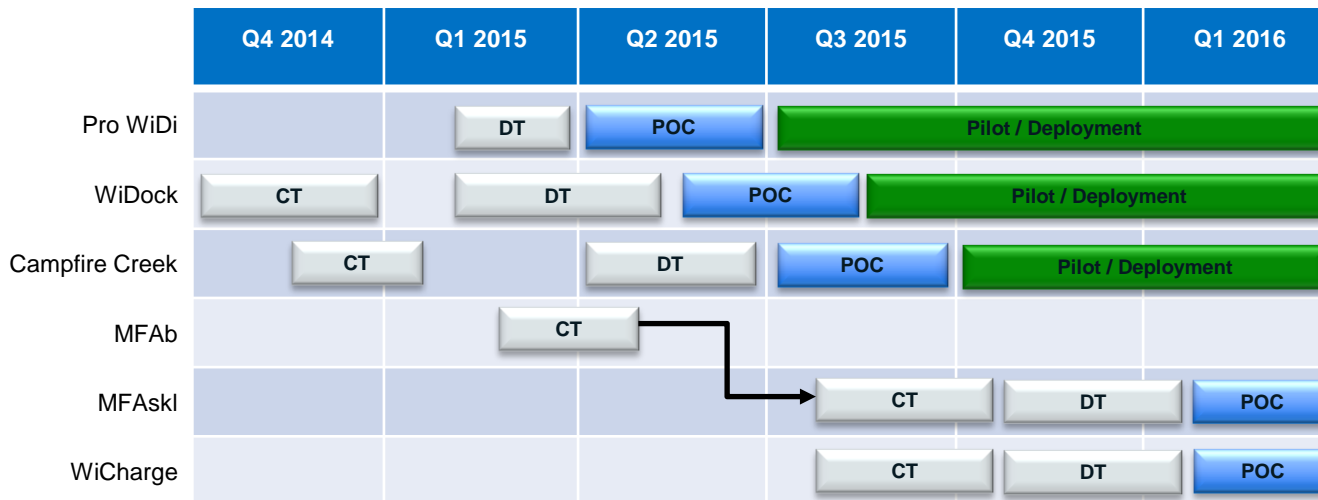 Q4 2014 Q1 2015 Q2 2015 Q3 2015 Q4 2015 Q1 2016
Pro WiDi DT POC Pilot / Deployment
WiDock CT DT POC Pilot / Deployment
Campfire Creek CT DT POC Pilot / Deployment
MFAb CT
MFAskl CT DT POC
WiCharge CT DT POC